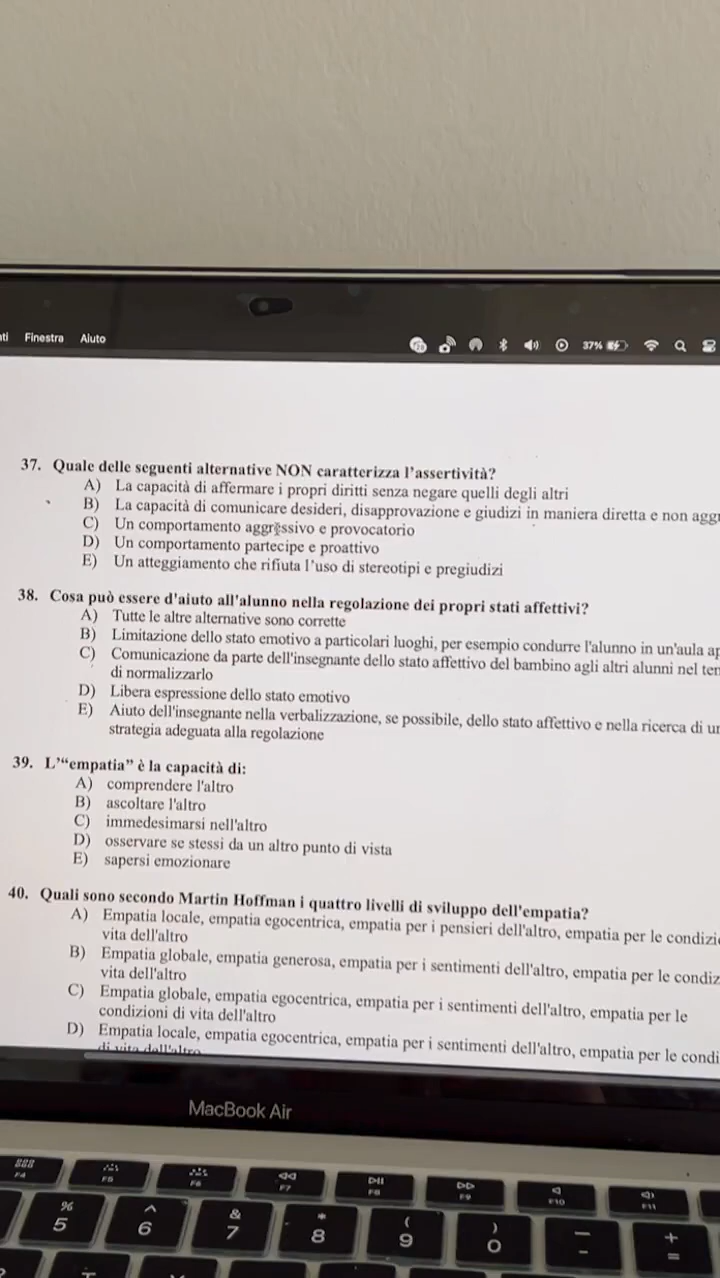 Finestra Aiuto
37%
37. Quale delle seguenti alternative NON caratterizza l’assertività?
A) La capacità di affermare i propri diritti senza negare quelli degli altri
B) La capacità di comunicare desideri, disapprovazione e giudizi in maniera diretta e non
C) Un comportamento aggressivo e provocatorio
D) Un comportamento partecipe e proattivo
E) Un atteggiamento che rifiuta l’uso di stereotipi e pregiudizi
38. Cosa può essere d'aiuto all'alunno nella regolazione dei propri stati affettivi?
A) Tutte le altre alternative sono corrette
B) Limitazione dello stato emotivo a particolari luoghi, per esempio condurre l'alunno in un'aula
C) Comunicazione da parte dell'insegnante dello stato affettivo del bambino agli altri alunni nel
di normalizzarlo
D) Libera espressione dello stato emotivo
E) Aiuto dell'insegnante nella verbalizzazione, se possibile, dello stato affettivo e nella ricerca di
strategia adeguata alla regolazione
39. L’“empatia” è la capacità di:
A) comprendere l'altro
B) ascoltare l'altro
C) immedesimarsi nell'altro
D) osservare se stessi da un altro punto di vista
E) sapersi emozionare
40. Quali sono secondo Martin Hoffman i quattro livelli di sviluppo dell'empatia?
A) Empatia locale, empatia egocentrica, empatia per i pensieri dell'altro, empatia per le
vita dell'altro
B) Empatia globale, empatia generosa, empatia per i sentimenti dell'altro, empatia per le
vita dell'altro
C) Empatia globale, empatia egocentrica, empatia per i sentimenti dell'altro, empatia per le
condizioni di vita dell'altro
D) Empatia locale, empatia egocentrica, empatia per i sentimenti dell'altro, empatia per le
di vita dell'altro
MacBook Air
F4 F5 F6 F7 F8 F9 F10 F11
% ^ & * ( ) — +
5 6 7 8 9 0 - =